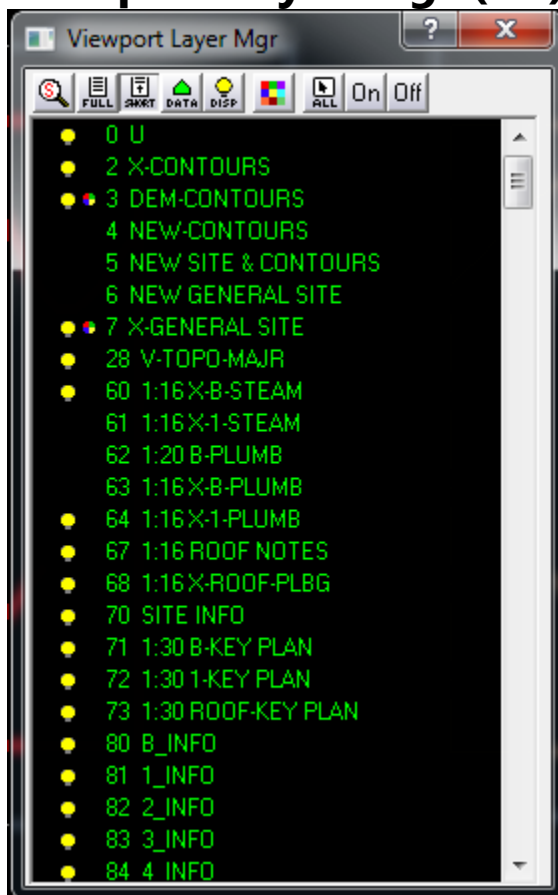 Viewport Layer Mgr
?
S FULL SHORT DATA DISP ALL On Off
0 U
2 X-CONTOURS
3 DEM-CONTOURS
4 NEW-CONTOURS
5 NEW SITE & CONTOURS
6 NEW GENERAL SITE
7 X-GENERAL SITE
28 V-TOPO-MAJR
60 1:16 X-B-STEAM
61 1:16 X-1-STEAM
62 1:20 B-PLUMB
63 1:16 X-B-PLUMB
64 1:16 X-1-PLUMB
67 1:16 ROOF NOTES
68 1:16 X-ROOF-PLBG
70 SITE INFO
71 1:30 B-KEY PLAN
72 1:30 1-KEY PLAN
73 1:30 ROOF-KEY PLAN
80 B_INFO
81 1_INFO
82 2_INFO
83 3_INFO
84 4_INFO